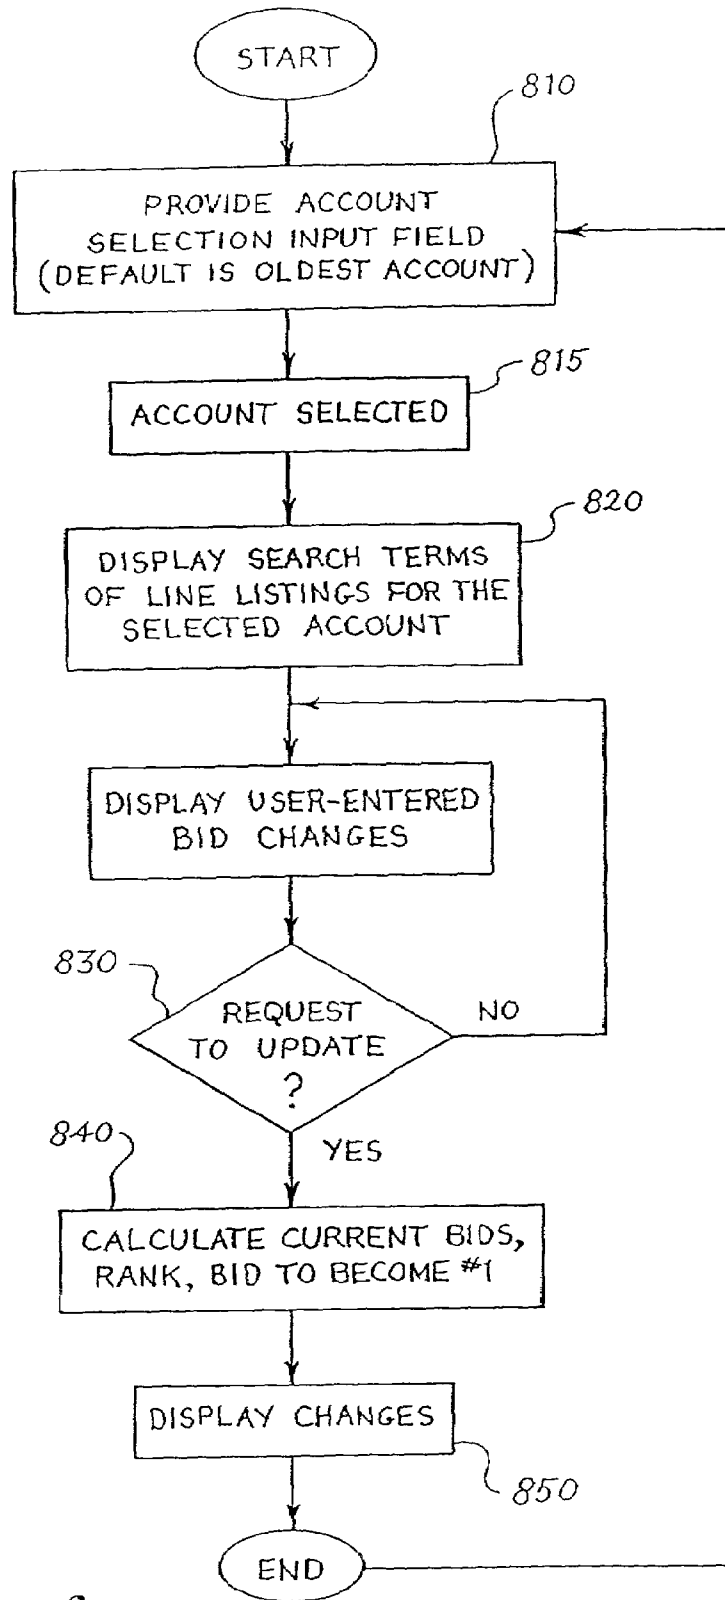 START
810
PROVIDE ACCOUNT
SELECTION INPUT FIELD
(DEFAULT IS OLDEST ACCOUNT)
815
ACCOUNT SELECTED
820
DISPLAY SEARCH TERMS
OF LINE LISTINGS FOR THE
SELECTED ACCOUNT
DISPLAY USER-ENTERED
BID CHANGES
830
REQUEST
TO UPDATE
?
NO
840
YES
CALCULATE CURRENT BIDS,
RANK, BID TO BECOME #1
DISPLAY CHANGES
850
END